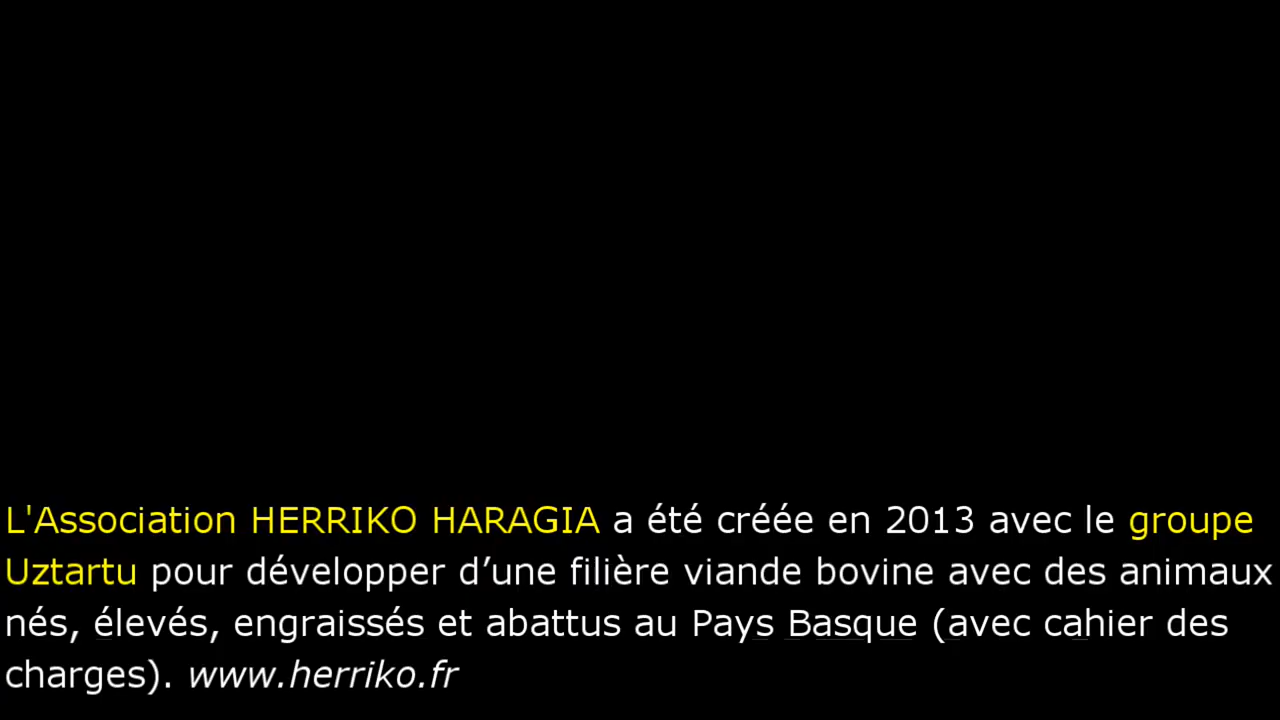 L'Association HERRIKO HARAGIA a été créée en 2013 avec le groupe
Uztartu pour développer d’une filière viande bovine avec des animaux
nés, élevés, engraissés et abattus au Pays Basque (avec cahier des
charges). www.herriko.fr